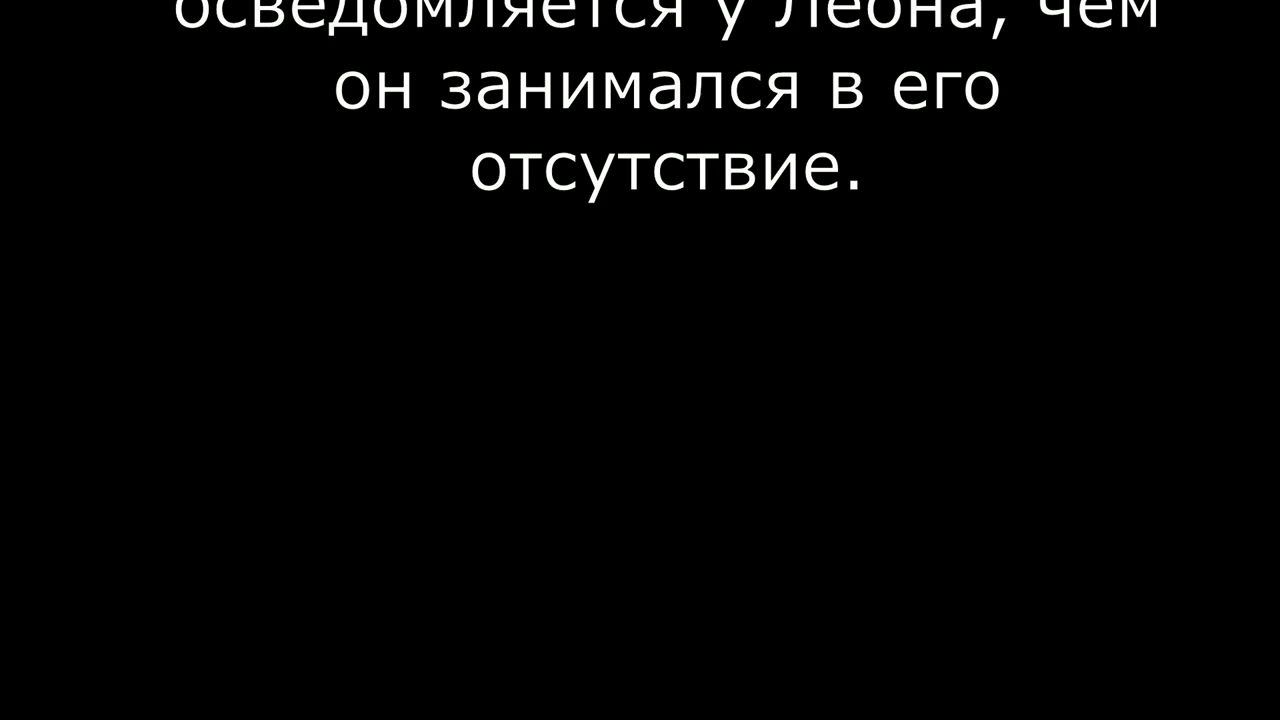 осведомляется у Леона, чем
он занимался в его
отсутствие.